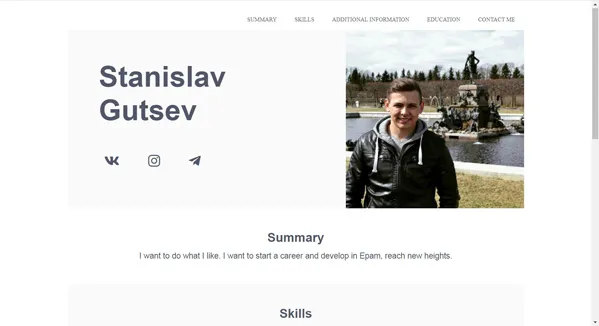 SUMMARY SKILLS ADDITIONAL INFORMATION EDUCATION CONTACT ME
Stanislav
Gutsev
Summary
I want to do what I like. I want to start a career and develop in Epam, reach new heights.
Skills